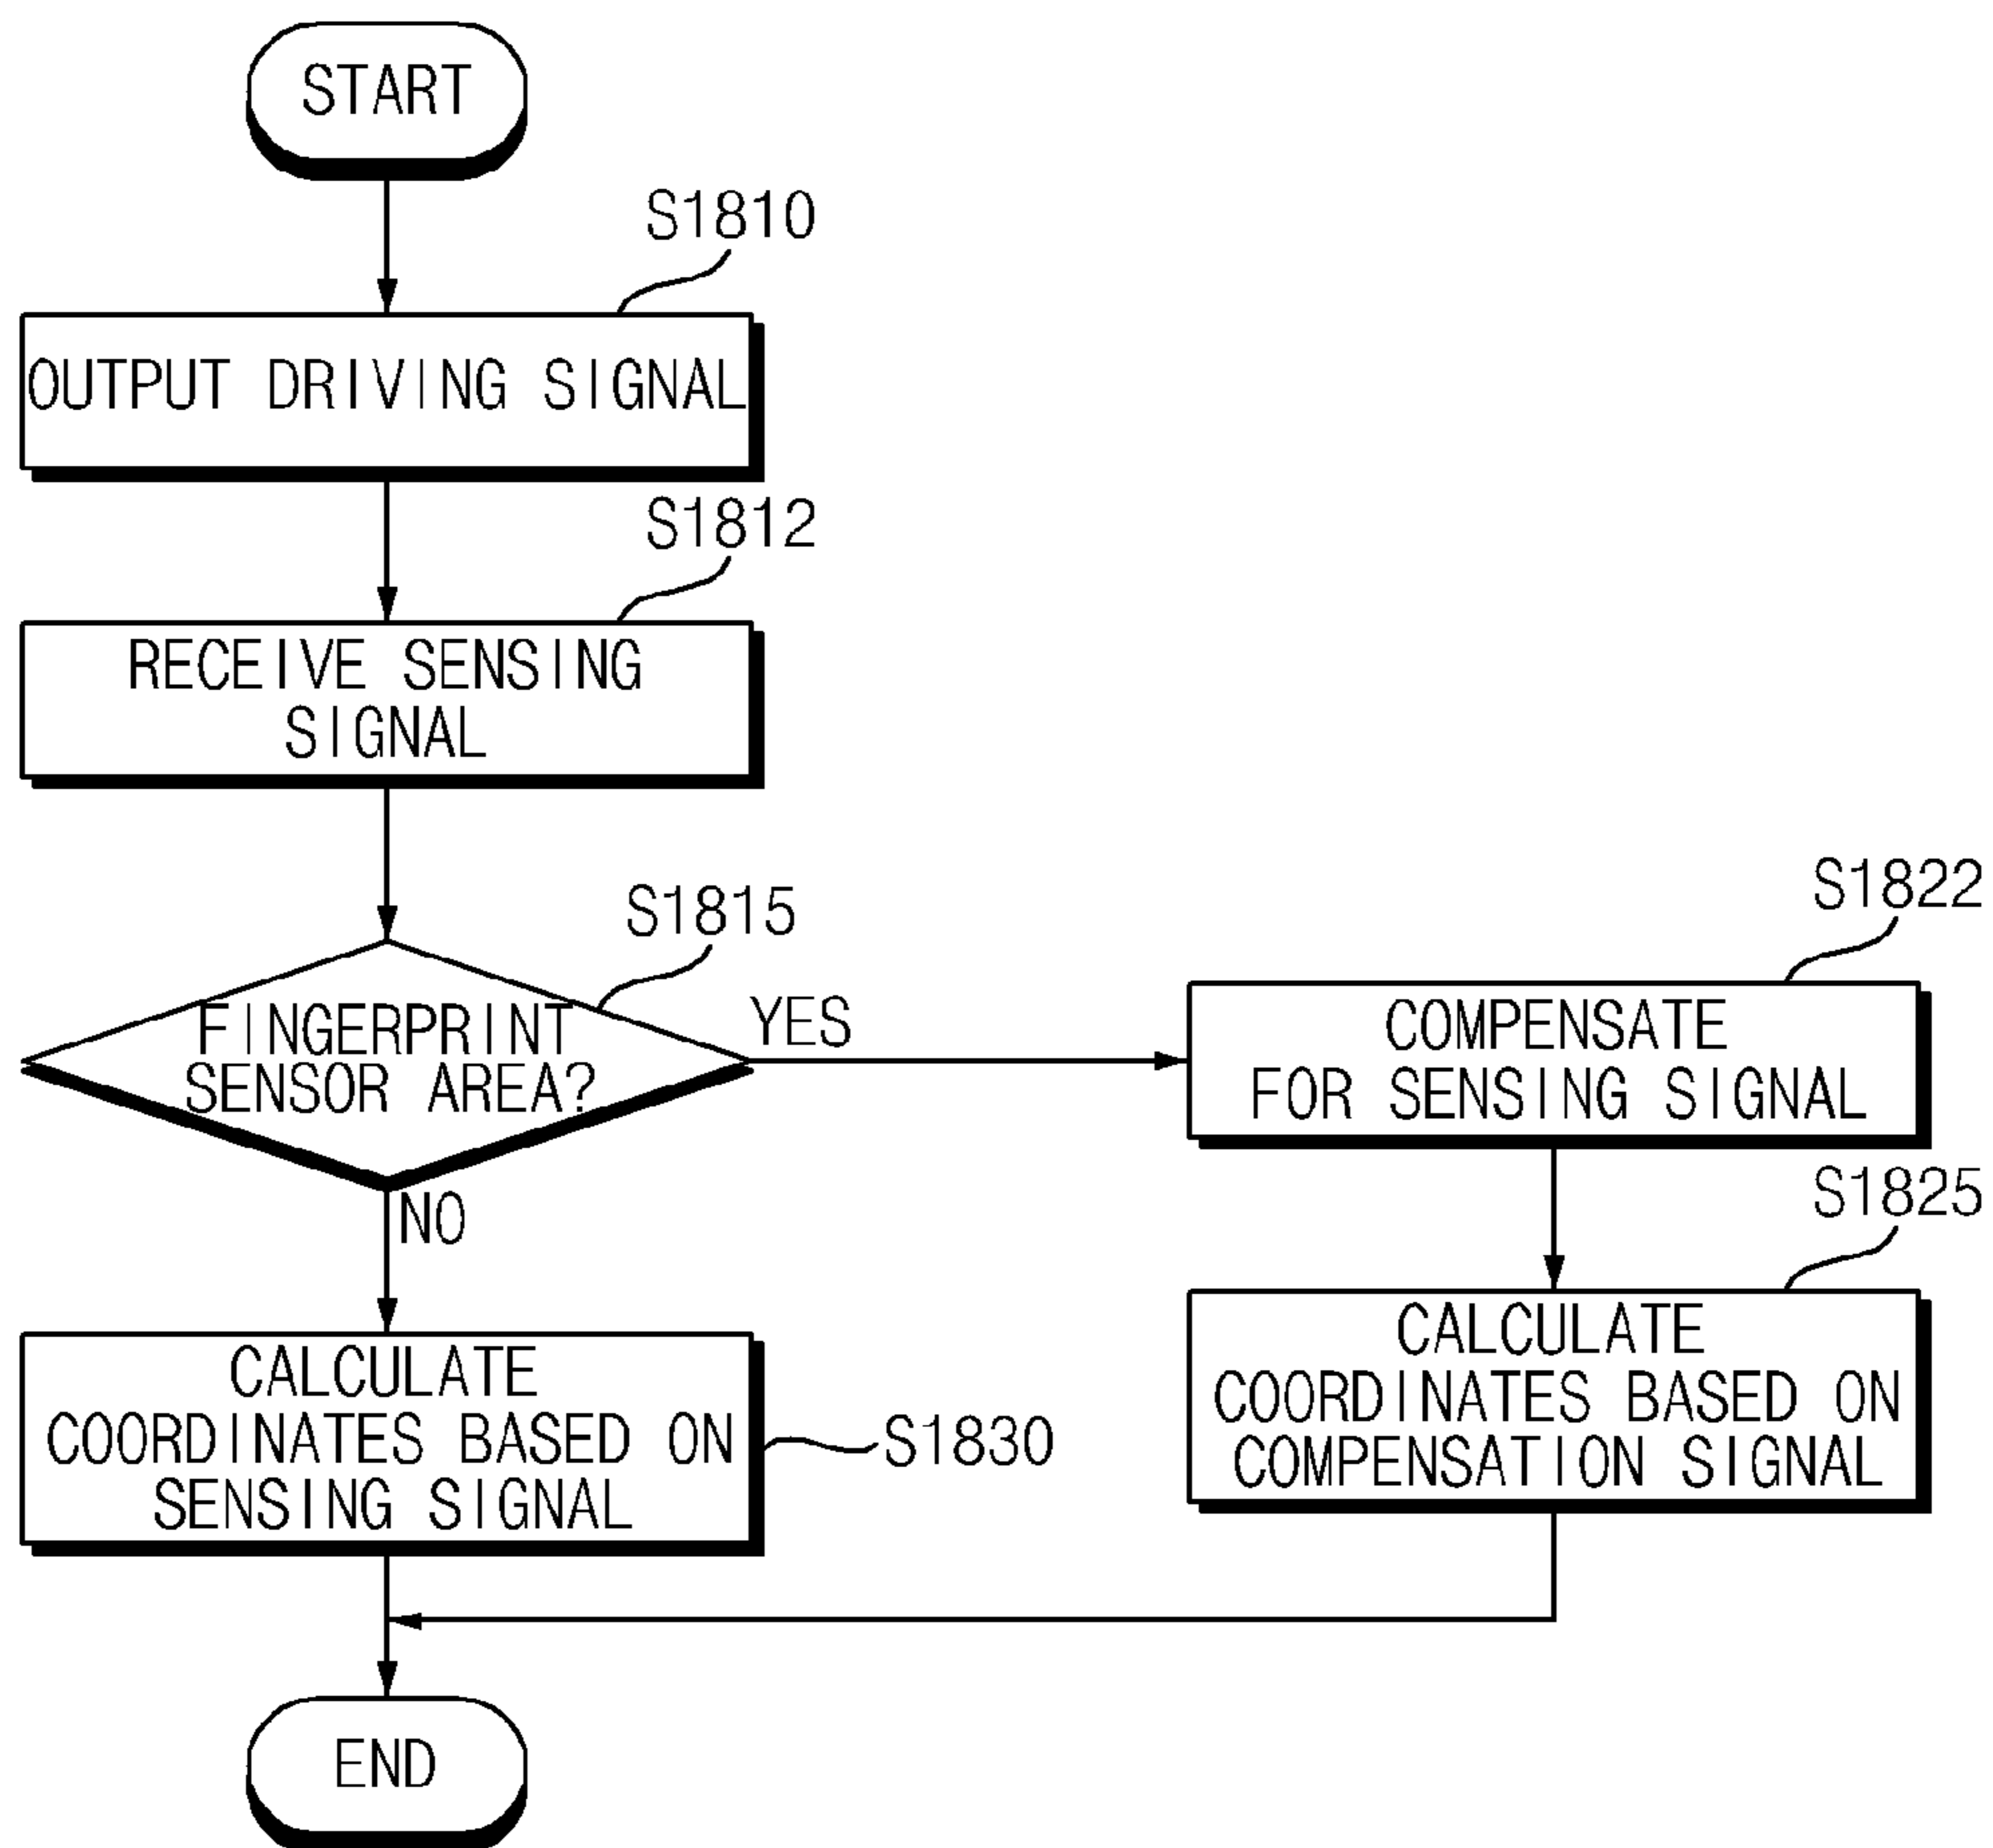 START
S1810
OUTPUT DRIVING SIGNAL
S1812
RECEIVE SENSING
SIGNAL
S1815
FINGERPRINT
SENSOR AREA?
YES
NO
S1822
COMPENSATE
FOR SENSING SIGNAL
S1825
CALCULATE
COORDINATES BASED ON
COMPENSATION SIGNAL
CALCULATE
COORDINATES BASED ON
SENSING SIGNAL
S1830
END